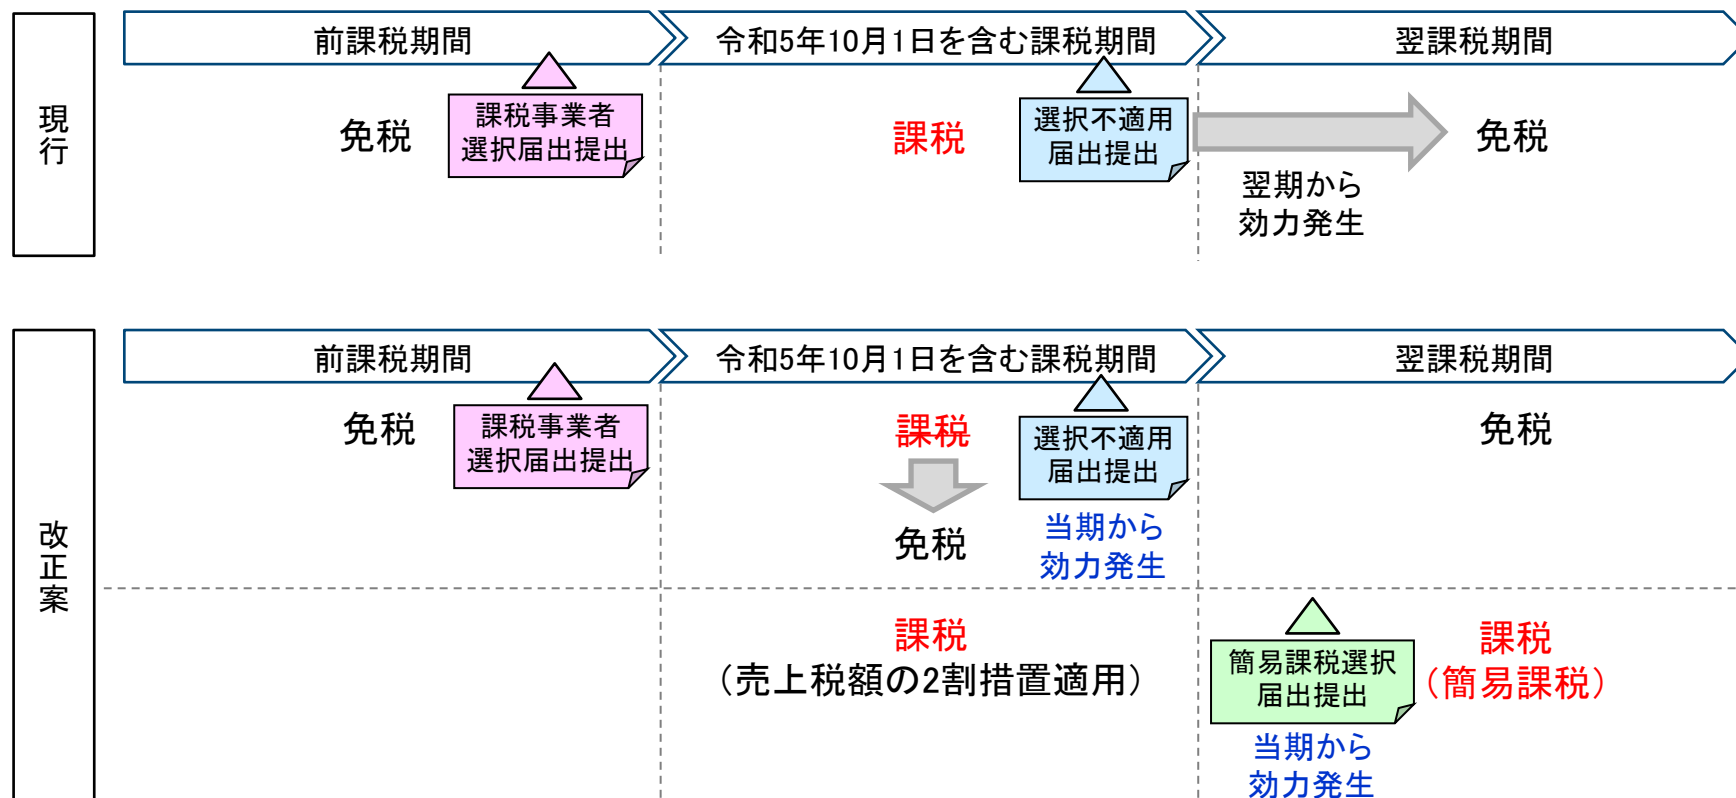 現行
前課税期間
令和5年10月1日を含む課税期間
翌課税期間
免税
課税事業者
選択届出提出
課税
選択不適用
届出提出
翌期から
効力発生
免税
改正案
前課税期間
令和5年10月1日を含む課税期間
翌課税期間
免税
課税事業者
選択届出提出
課税
免税
選択不適用
届出提出
当期から
効力発生
免税
課税
（売上税額の2割措置適用）
簡易課税選択
届出提出
当期から
効力発生
課税
（簡易課税）